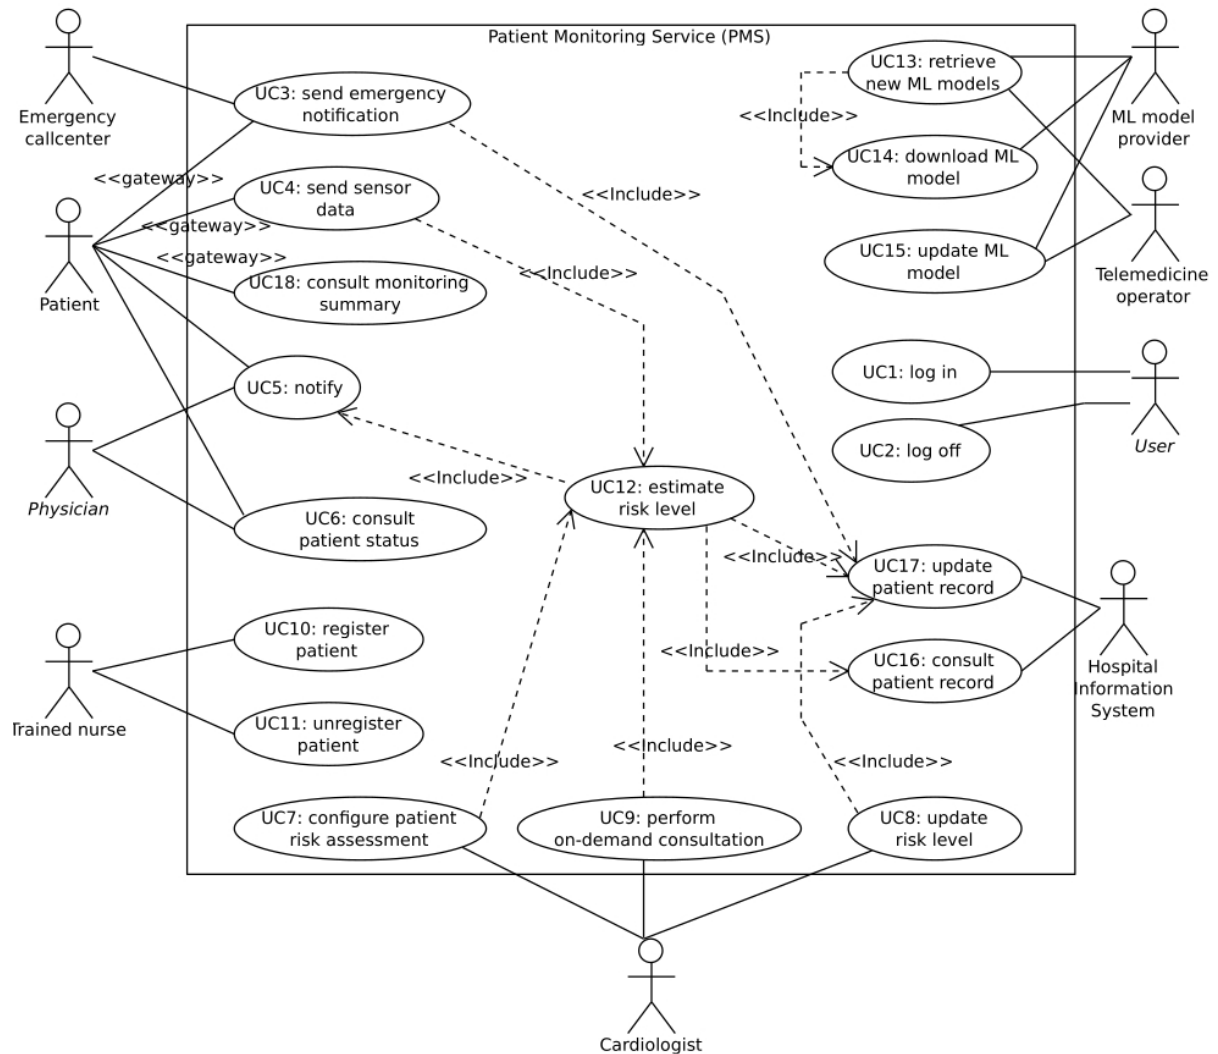 Patient Monitoring Service (PMS)
Emergency
callcenter
UC3: send emergency
notification
UC13: retrieve
new ML models
ML model
provider
<<Include>>
UC14: download ML
model
<<gateway>>
UC4: send sensor
data
<<Include>>
<<gateway>>
<<gateway>>
Patient
UC18: consult monitoring
summary
<<Include>>
UC15: update ML
model
Telemedicine
operator
UC5: notify
UC1: log in
UC2: log off
User
Physician
<<Include>>
UC12: estimate
risk level
UC6: consult
patient status
<<Include>>
UC17: update
patient record
UC10: register
patient
<<Include>>
UC16: consult
patient record
Hospital
Information
System
Trained nurse
UC11: unregister
patient
<<Include>>
<<Include>>
<<Include>>
UC7: configure patient
risk assessment
UC9: perform
on-demand consultation
UC8: update
risk level
Cardiologist